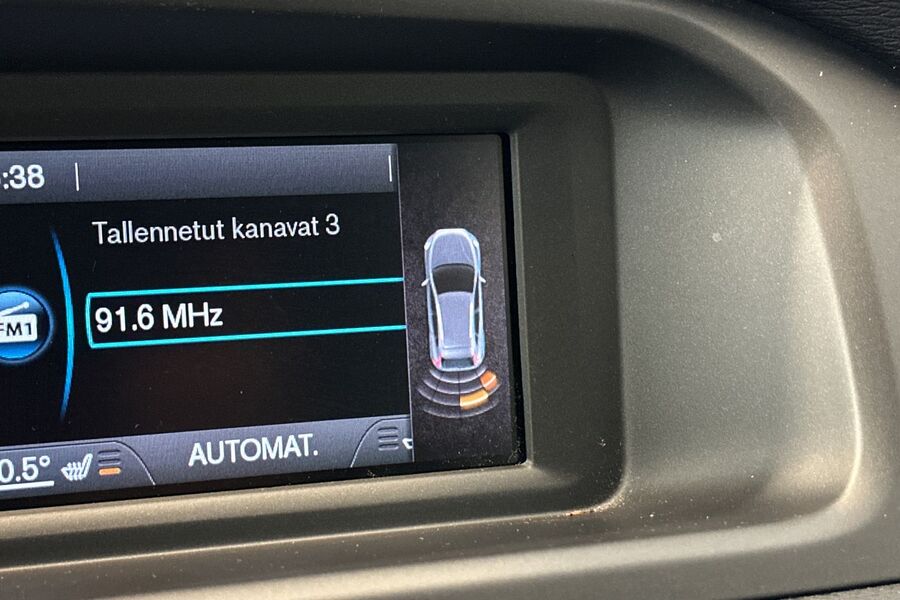 :38
Tallennetut kanavat 3
91.6 MHz
FM1
0.5°
AUTOMAT.